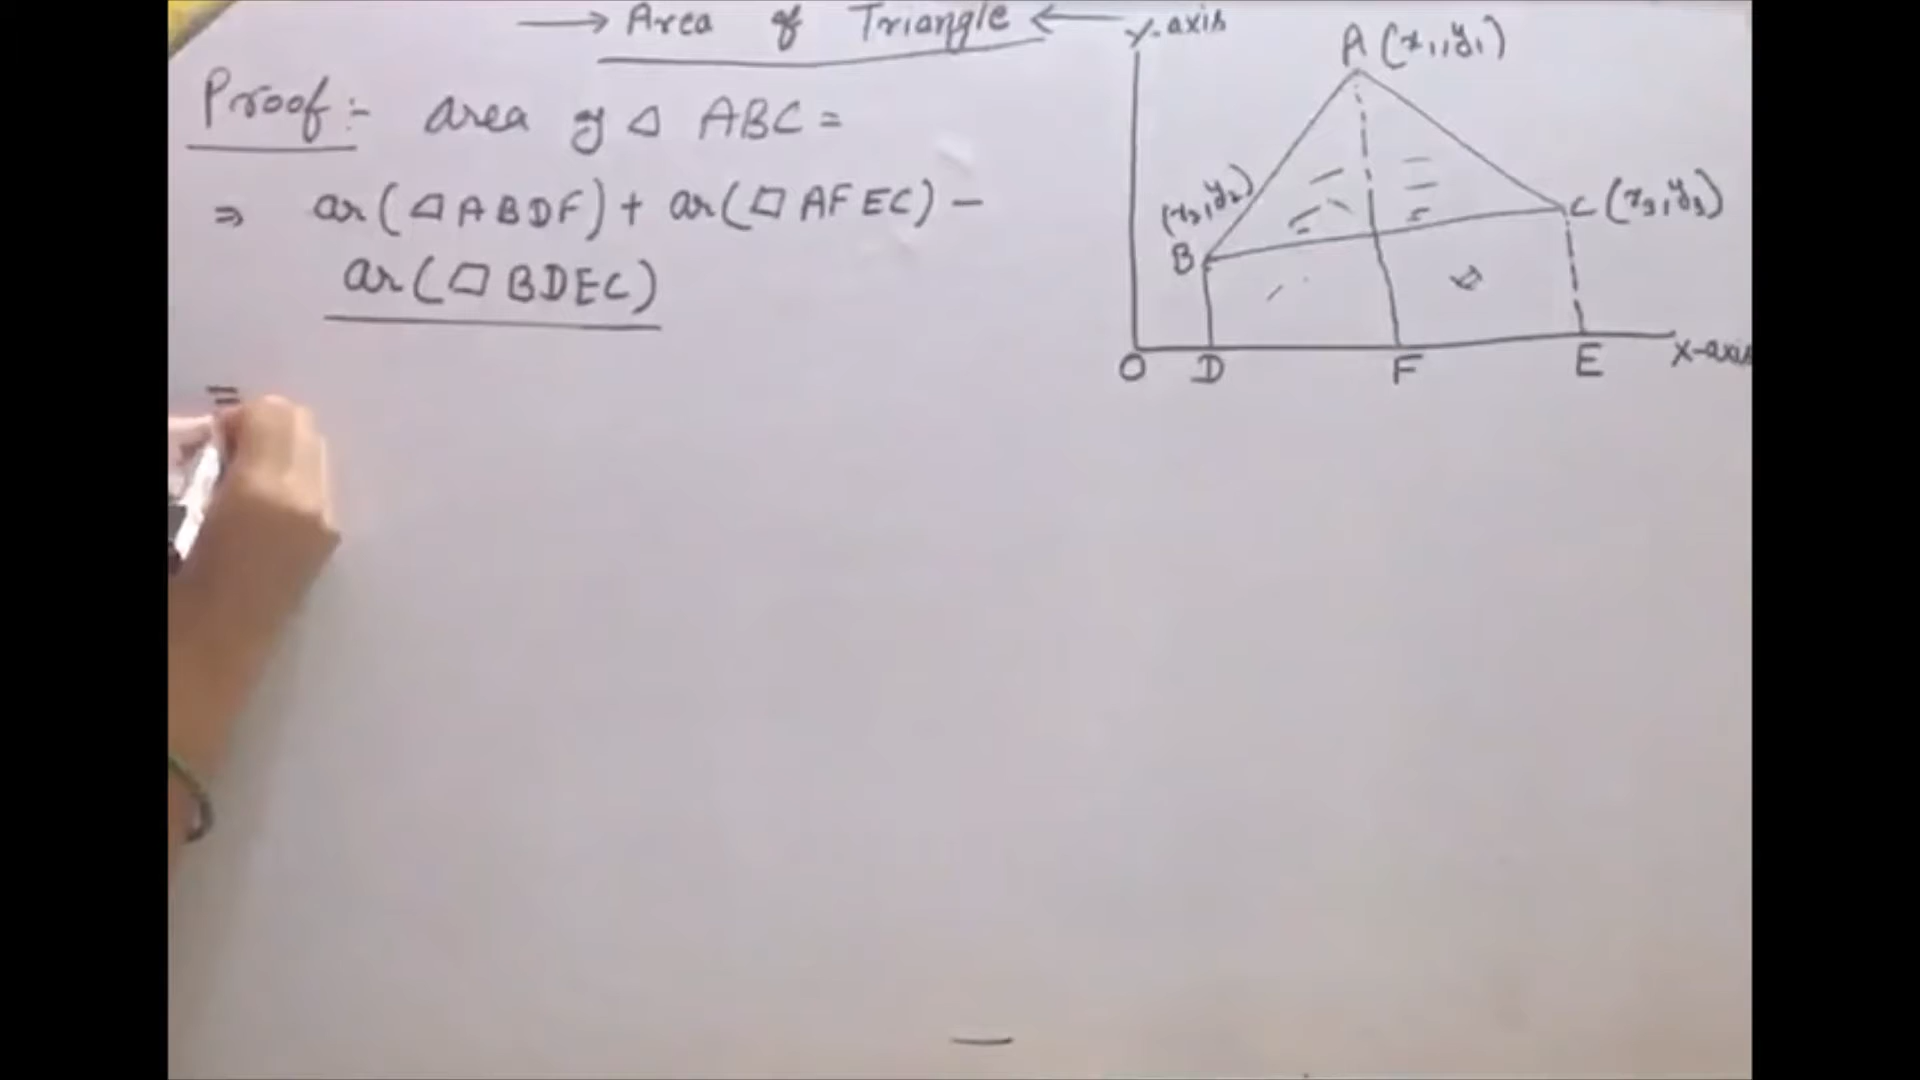 → Area of Triangle ←
Proof :- area of △ ABC =
⇒ ar(▱ABDF) + ar(▱AFEC) -
ar(▱BDEC)
=
y-axis
A (x₁,y₁)
(x₂,y₂)
B
C (x₃,y₃)
O D F E X-axis